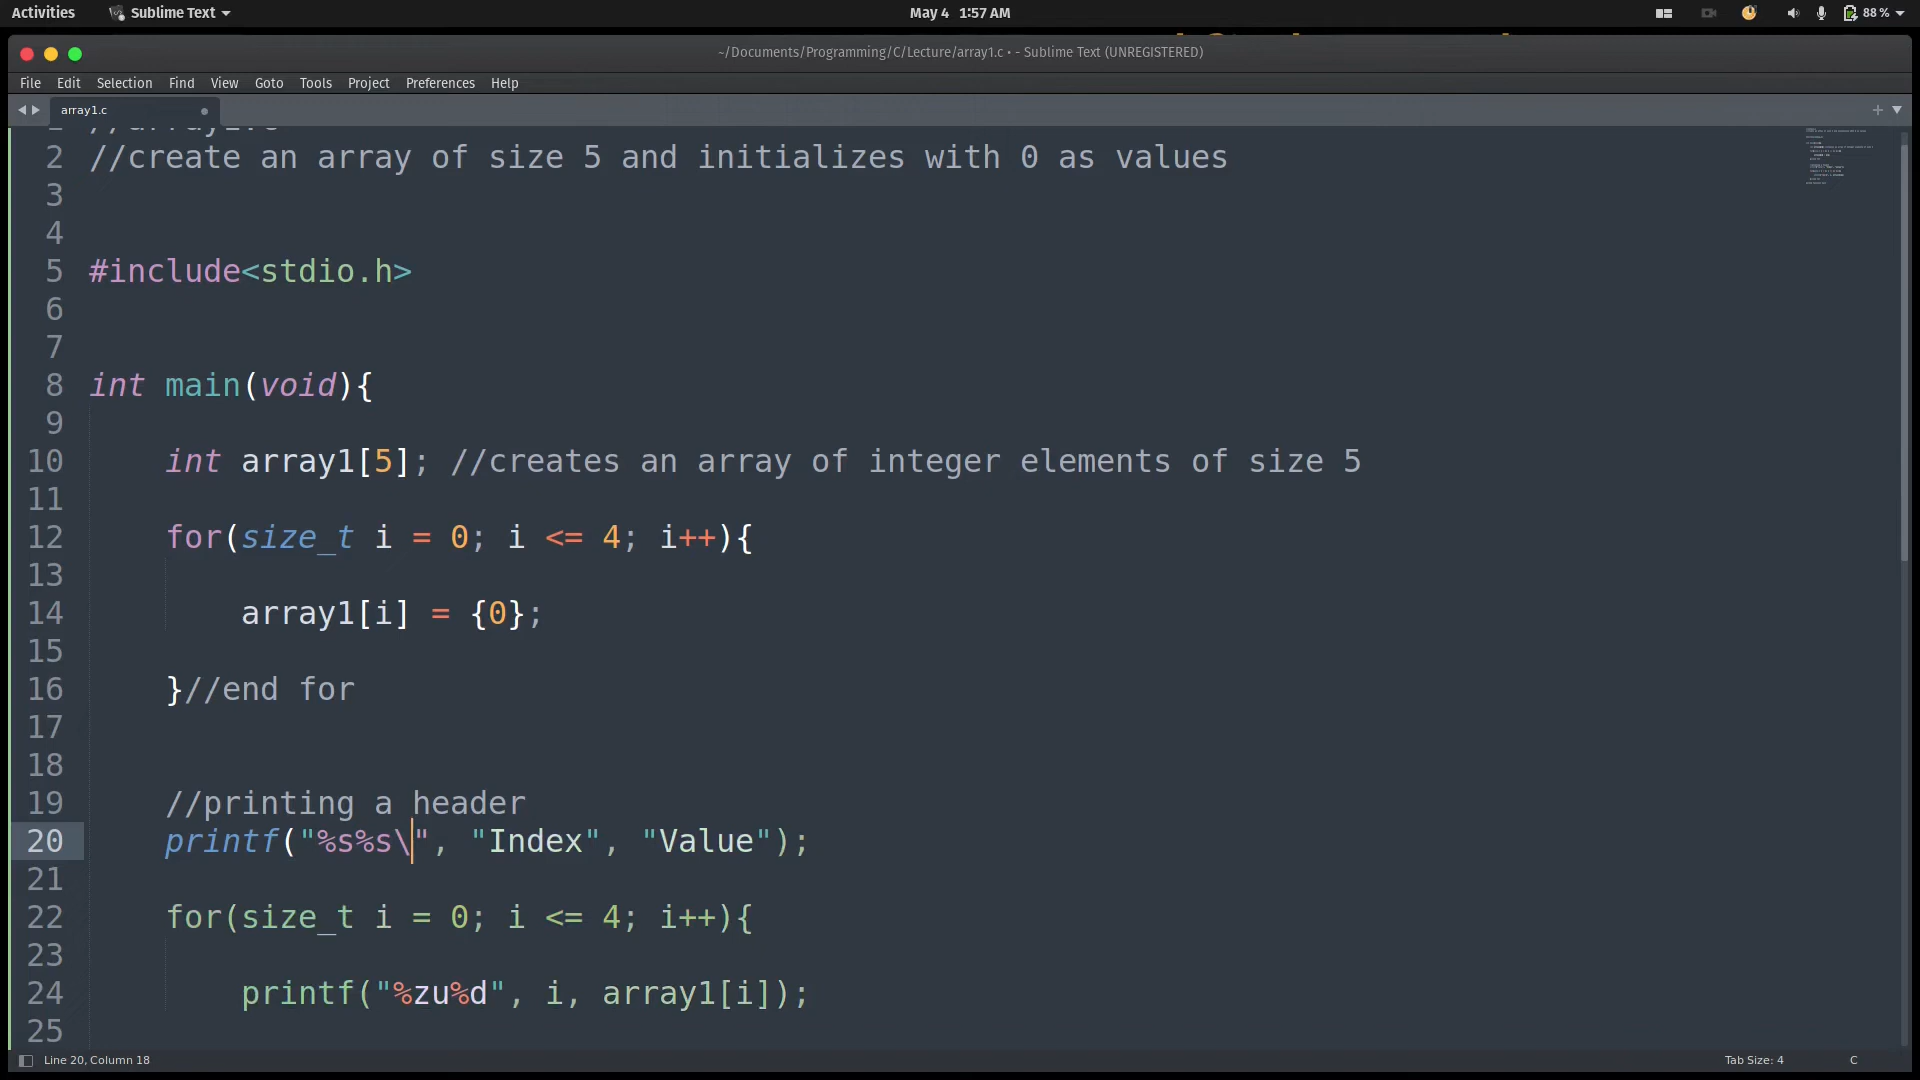 Activities Sublime Text May 4 1:57 AM 88 %
~/Documents/Programming/C/Lecture/array1.c • - Sublime Text (UNREGISTERED)
File Edit Selection Find View Goto Tools Project Preferences Help
array1.c
2 //create an array of size 5 and initializes with 0 as values
3
4
5 #include<stdio.h>
6
7
8 int main(void){
9
10 int array1[5]; //creates an array of integer elements of size 5
11
12 for(size_t i = 0; i <= 4; i++){
13
14 array1[i] = {0};
15
16 }//end for
17
18
19 //printing a header
20 printf("%s%s\", "Index", "Value");
21
22 for(size_t i = 0; i <= 4; i++){
23
24 printf("%zu%d", i, array1[i]);
25
Line 20, Column 18 Tab Size: 4 C